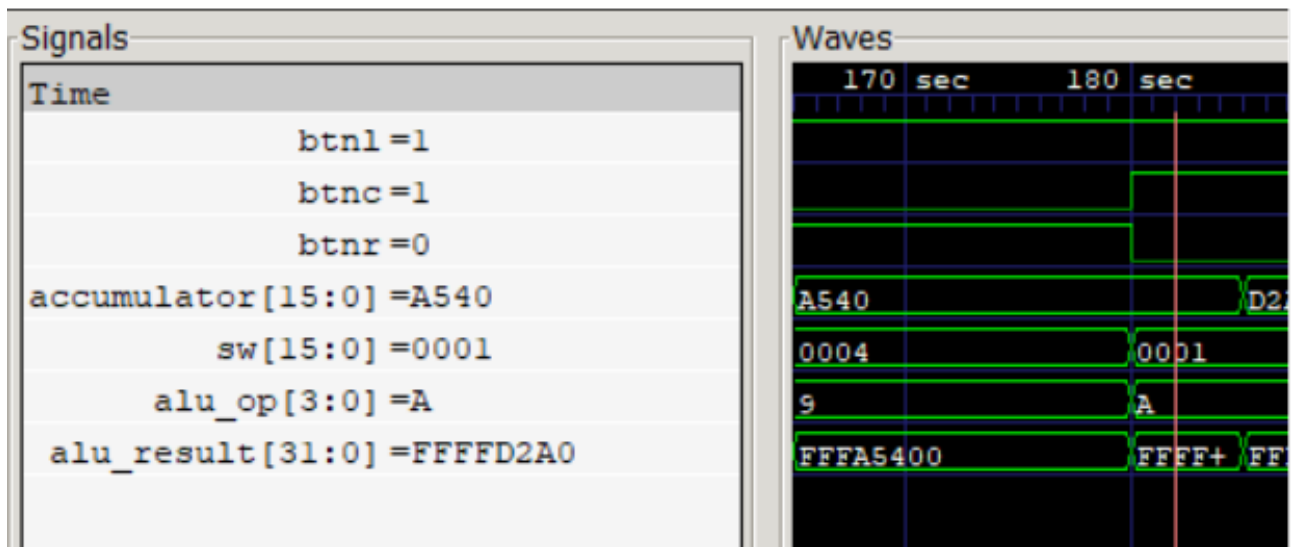 Signals
Waves
Time
170 sec 180 sec
btnl=1
btnc=1
btnr=0
accumulator[15:0]=A540
A540
sw[15:0]=0001
0004 0001
alu_op[3:0]=A
9 A
alu_result[31:0]=FFFFD2A0
FFFA5400 FFFF+